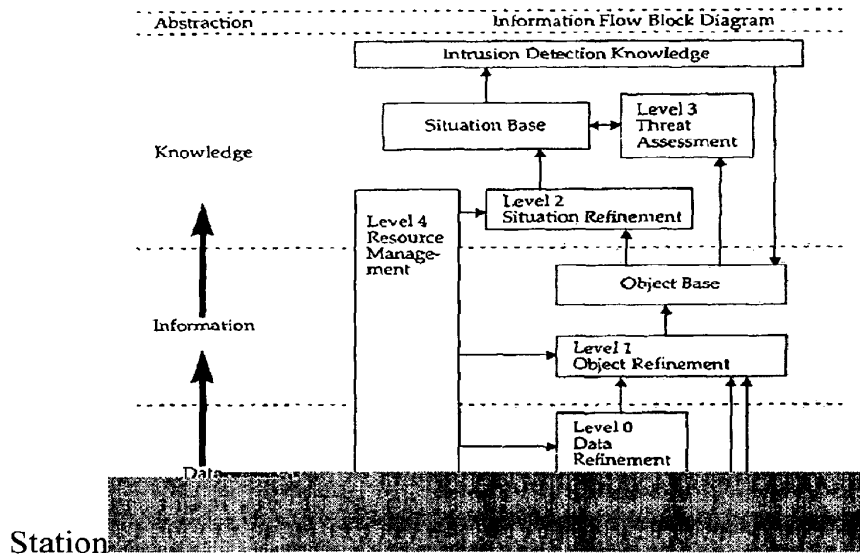 Abstraction
Information Flow Block Diagram
Intrusion Detection Knowledge
Situation Base
Level 3
Threat
Assessment
Knowledge
Level 2
Situation Refinement
Level 4
Resource
Manage-
ment
Object Base
Information
Level 1
Object Refinement
Level 0
Data
Refinement
Data
Station